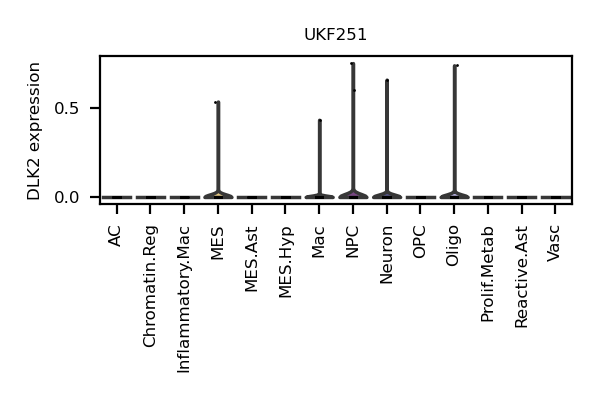 UKF251
DLK2 expression
0.5
0.0
AC
Chromatin.Reg
Inflammatory.Mac
MES
MES.Ast
MES.Hyp
Mac
NPC
Neuron
OPC
Oligo
Prolif.Metab
Reactive.Ast
Vasc